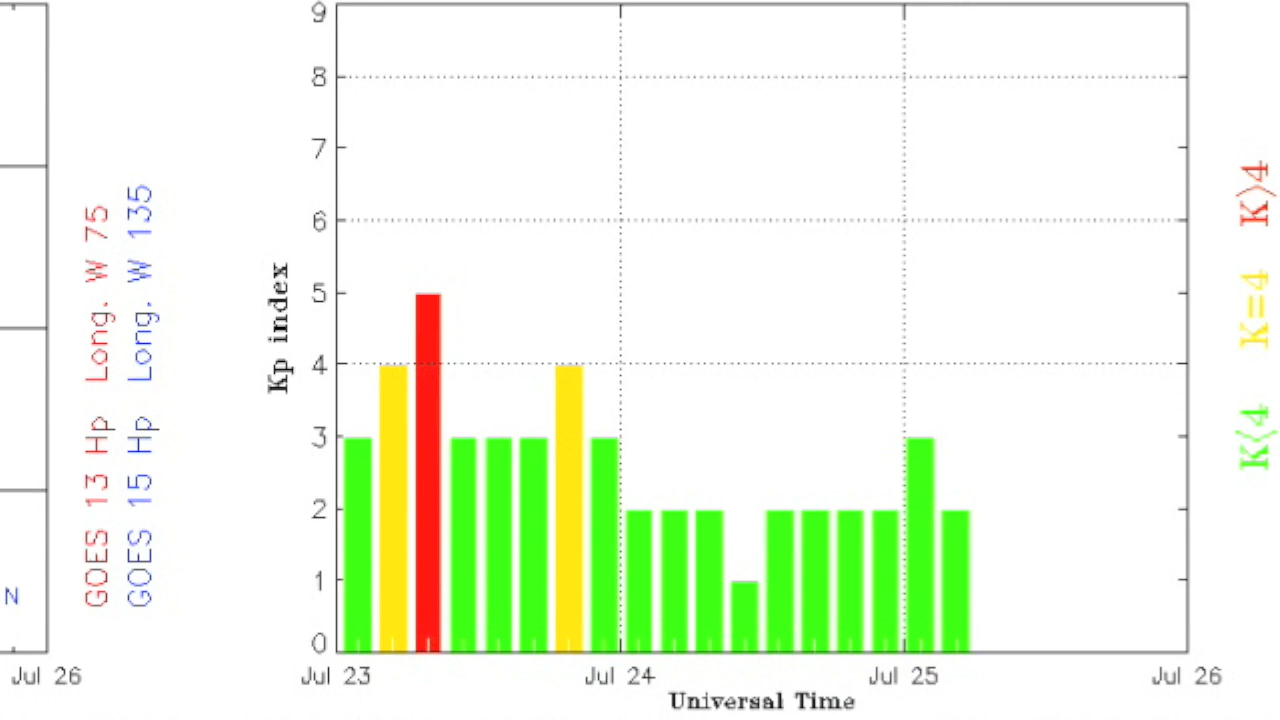 N
Jul 26
GOES 13 Hp Long. W 75
GOES 15 Hp Long. W 135
Kp index
9
8
7
6
5
4
3
2
1
0
Jul 23
Jul 24
Jul 25
Jul 26
Universal Time
K<4 K=4 K>4